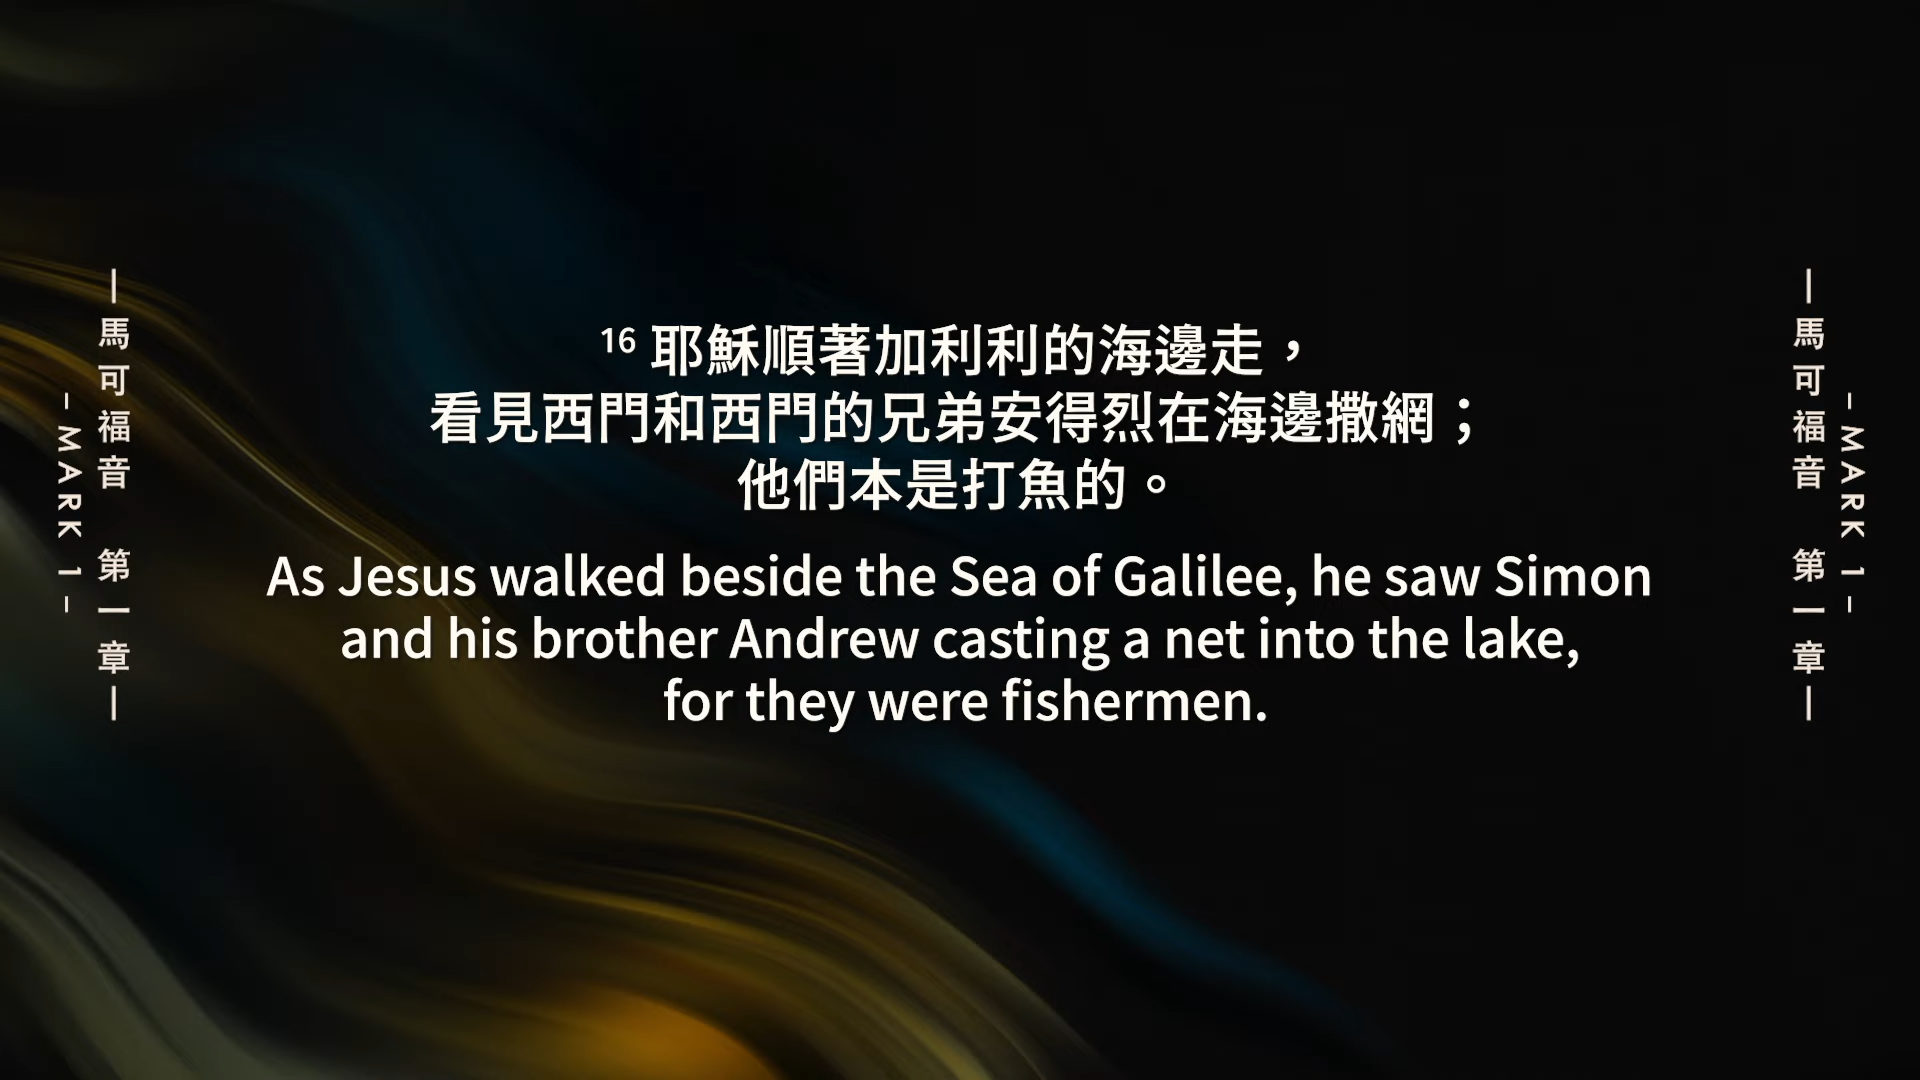 ｜馬可福音　第一章｜
– MARK 1 –
16 耶穌順著加利利的海邊走，
看見西門和西門的兄弟安得烈在海邊撒網；
他們本是打魚的。
As Jesus walked beside the Sea of Galilee, he saw Simon
and his brother Andrew casting a net into the lake,
for they were fishermen.
｜馬可福音　第一章｜
– MARK 1 –